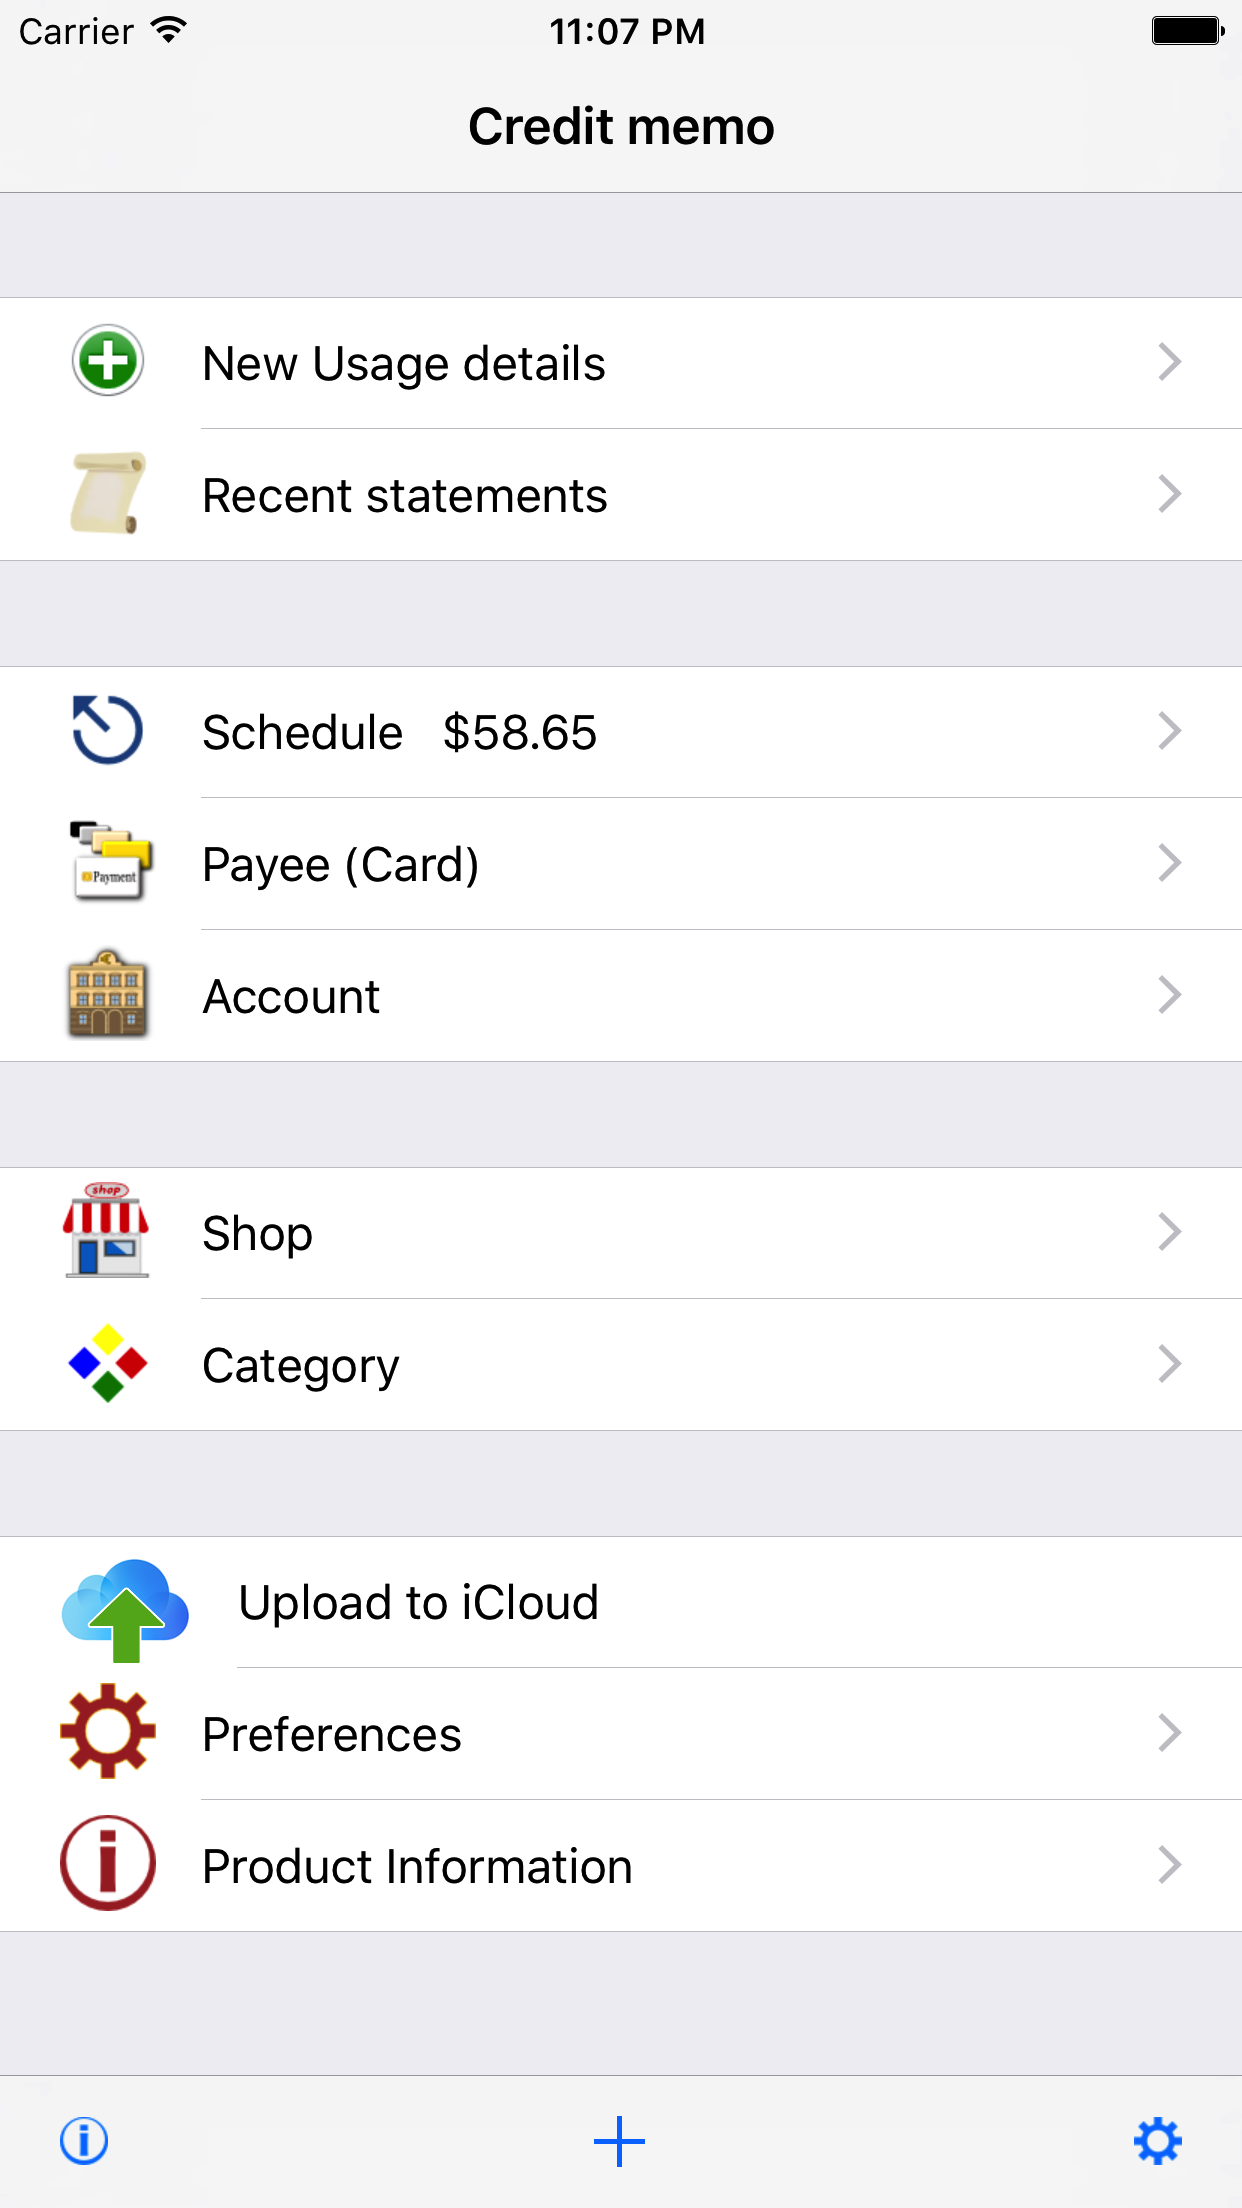 Carrier 11:07 PM
Credit memo
New Usage details
Recent statements
Schedule $58.65
Payment
Payee (Card)
Account
shop
Shop
Category
Upload to iCloud
Preferences
Product Information